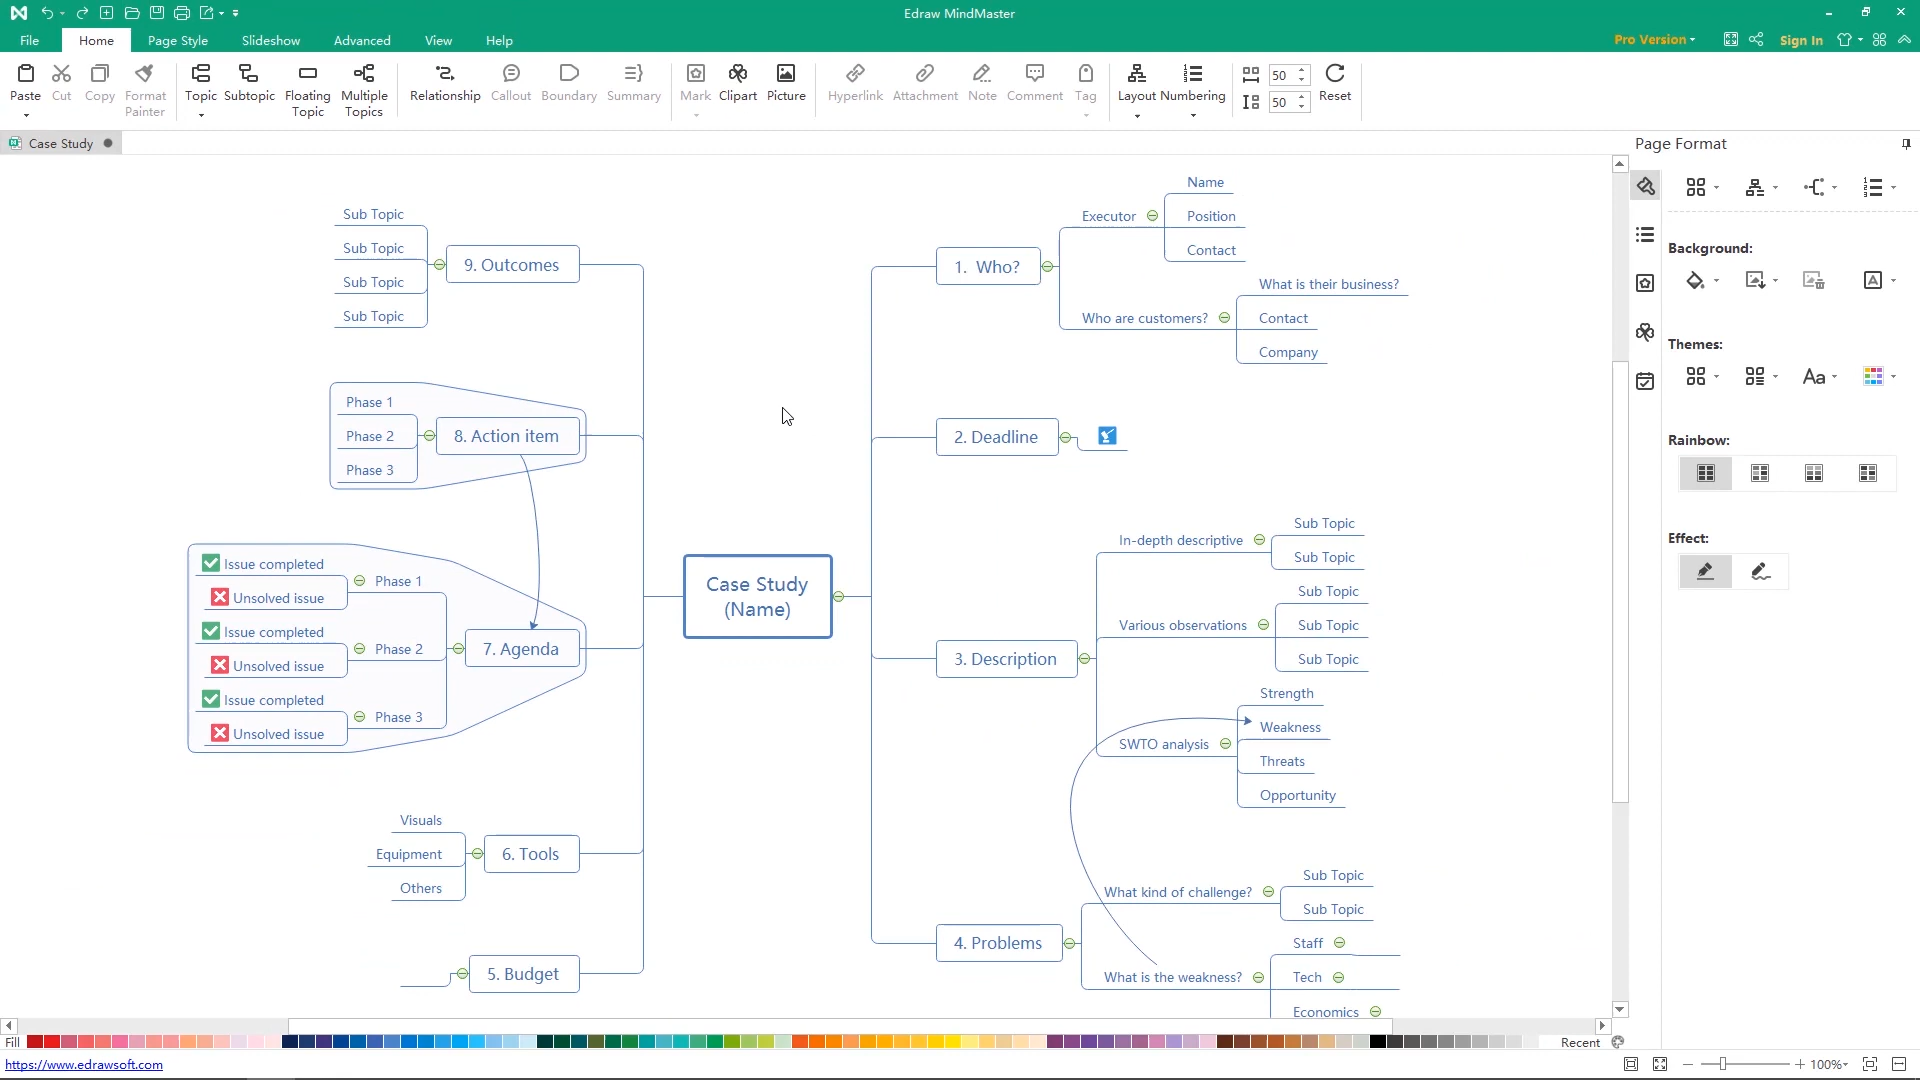 Edraw MindMaster
File
Home
Page Style
Slideshow
Advanced
View
Help
Pro Version
Sign In
Paste
Cut
Copy
Format
Painter
Topic
Subtopic
Floating
Topic
Multiple
Topics
Relationship
Callout
Boundary
Summary
Mark
Clipart
Picture
Hyperlink
Attachment
Note
Comment
Tag
Layout
Numbering
50
50
Reset
Case Study
Page Format
Background:
Themes:
Aa
Rainbow:
Effect:
Case Study
(Name)
1. Who?
Executor
Name
Position
Contact
Who are customers?
What is their business?
Contact
Company
2. Deadline
3. Description
In-depth descriptive
Sub Topic
Sub Topic
Various observations
Sub Topic
Sub Topic
Sub Topic
SWTO analysis
Strength
Weakness
Threats
Opportunity
4. Problems
What kind of challenge?
Sub Topic
Sub Topic
What is the weakness?
Staff
Tech
Economics
5. Budget
6. Tools
Visuals
Equipment
Others
7. Agenda
Phase 1
Issue completed
Unsolved issue
Phase 2
Issue completed
Unsolved issue
Phase 3
Issue completed
Unsolved issue
8. Action item
Phase 1
Phase 2
Phase 3
9. Outcomes
Sub Topic
Sub Topic
Sub Topic
Sub Topic
Fill
Recent
https://www.edrawsoft.com
100%